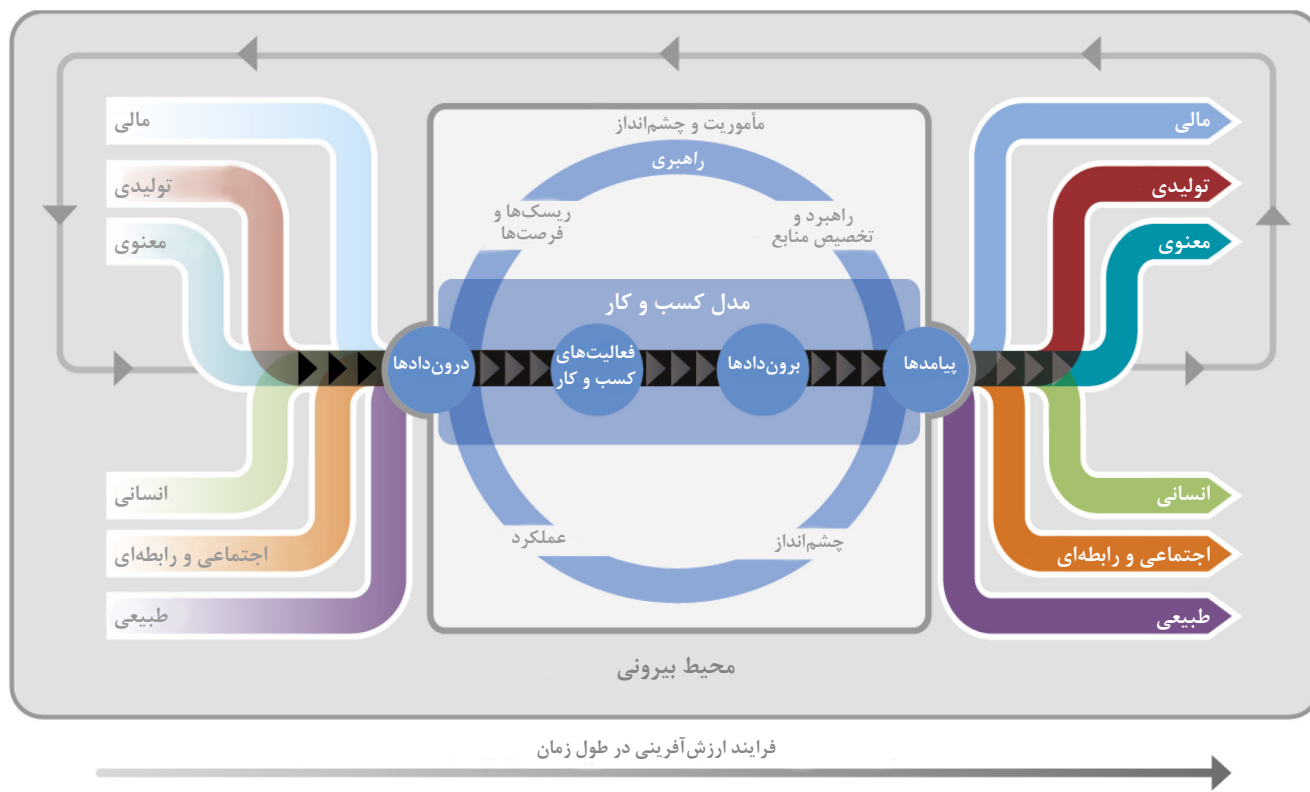 مالی
تولیدی
معنوی
انسانی
اجتماعی و رابطه‌ای
طبیعی
مأموریت و چشم‌انداز
راهبری
ریسک‌ها و
فرصت‌ها
راهبرد و
تخصیص منابع
مدل کسب و کار
درون‌دادها
فعالیت‌های
کسب و کار
برون‌دادها
پیامدها
عملکرد
چشم‌انداز
مالی
تولیدی
معنوی
انسانی
اجتماعی و رابطه‌ای
طبیعی
محیط بیرونی
فرایند ارزش‌آفرینی در طول زمان